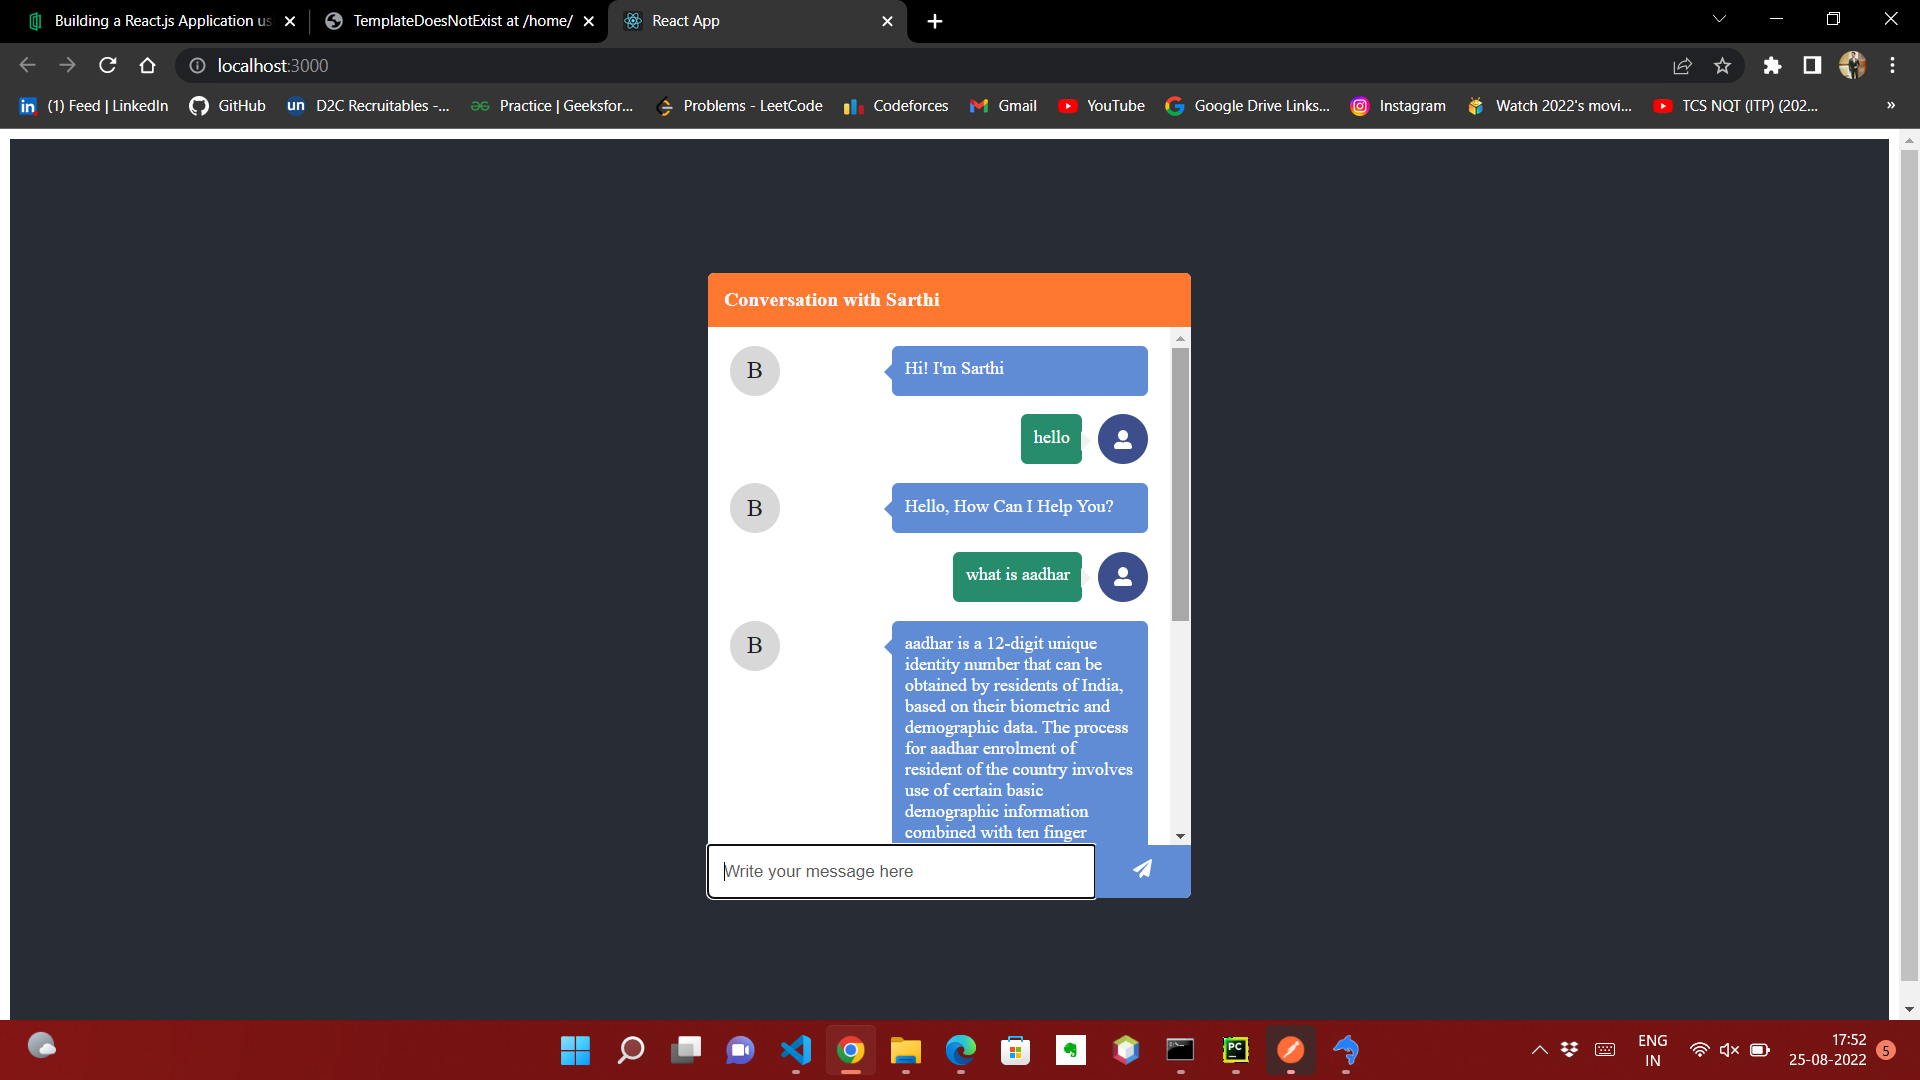 Building a React.js Application us
TemplateDoesNotExist at /home/
React App
localhost:3000
(1) Feed | LinkedIn
GitHub
un
D2C Recruitables -...
Practice | Geeksfor...
Problems - LeetCode
Codeforces
Gmail
YouTube
Google Drive Links...
Instagram
Watch 2022's movi...
TCS NQT (ITP) (202...
»
Conversation with Sarthi
B
Hi! I'm Sarthi
hello
B
Hello, How Can I Help You?
what is aadhar
B
aadhar is a 12-digit unique
identity number that can be
obtained by residents of India,
based on their biometric and
demographic data. The process
for aadhar enrolment of
resident of the country involves
use of certain basic
demographic information
combined with ten finger
Write your message here
PC
ENG
IN
17:52
25-08-2022
5